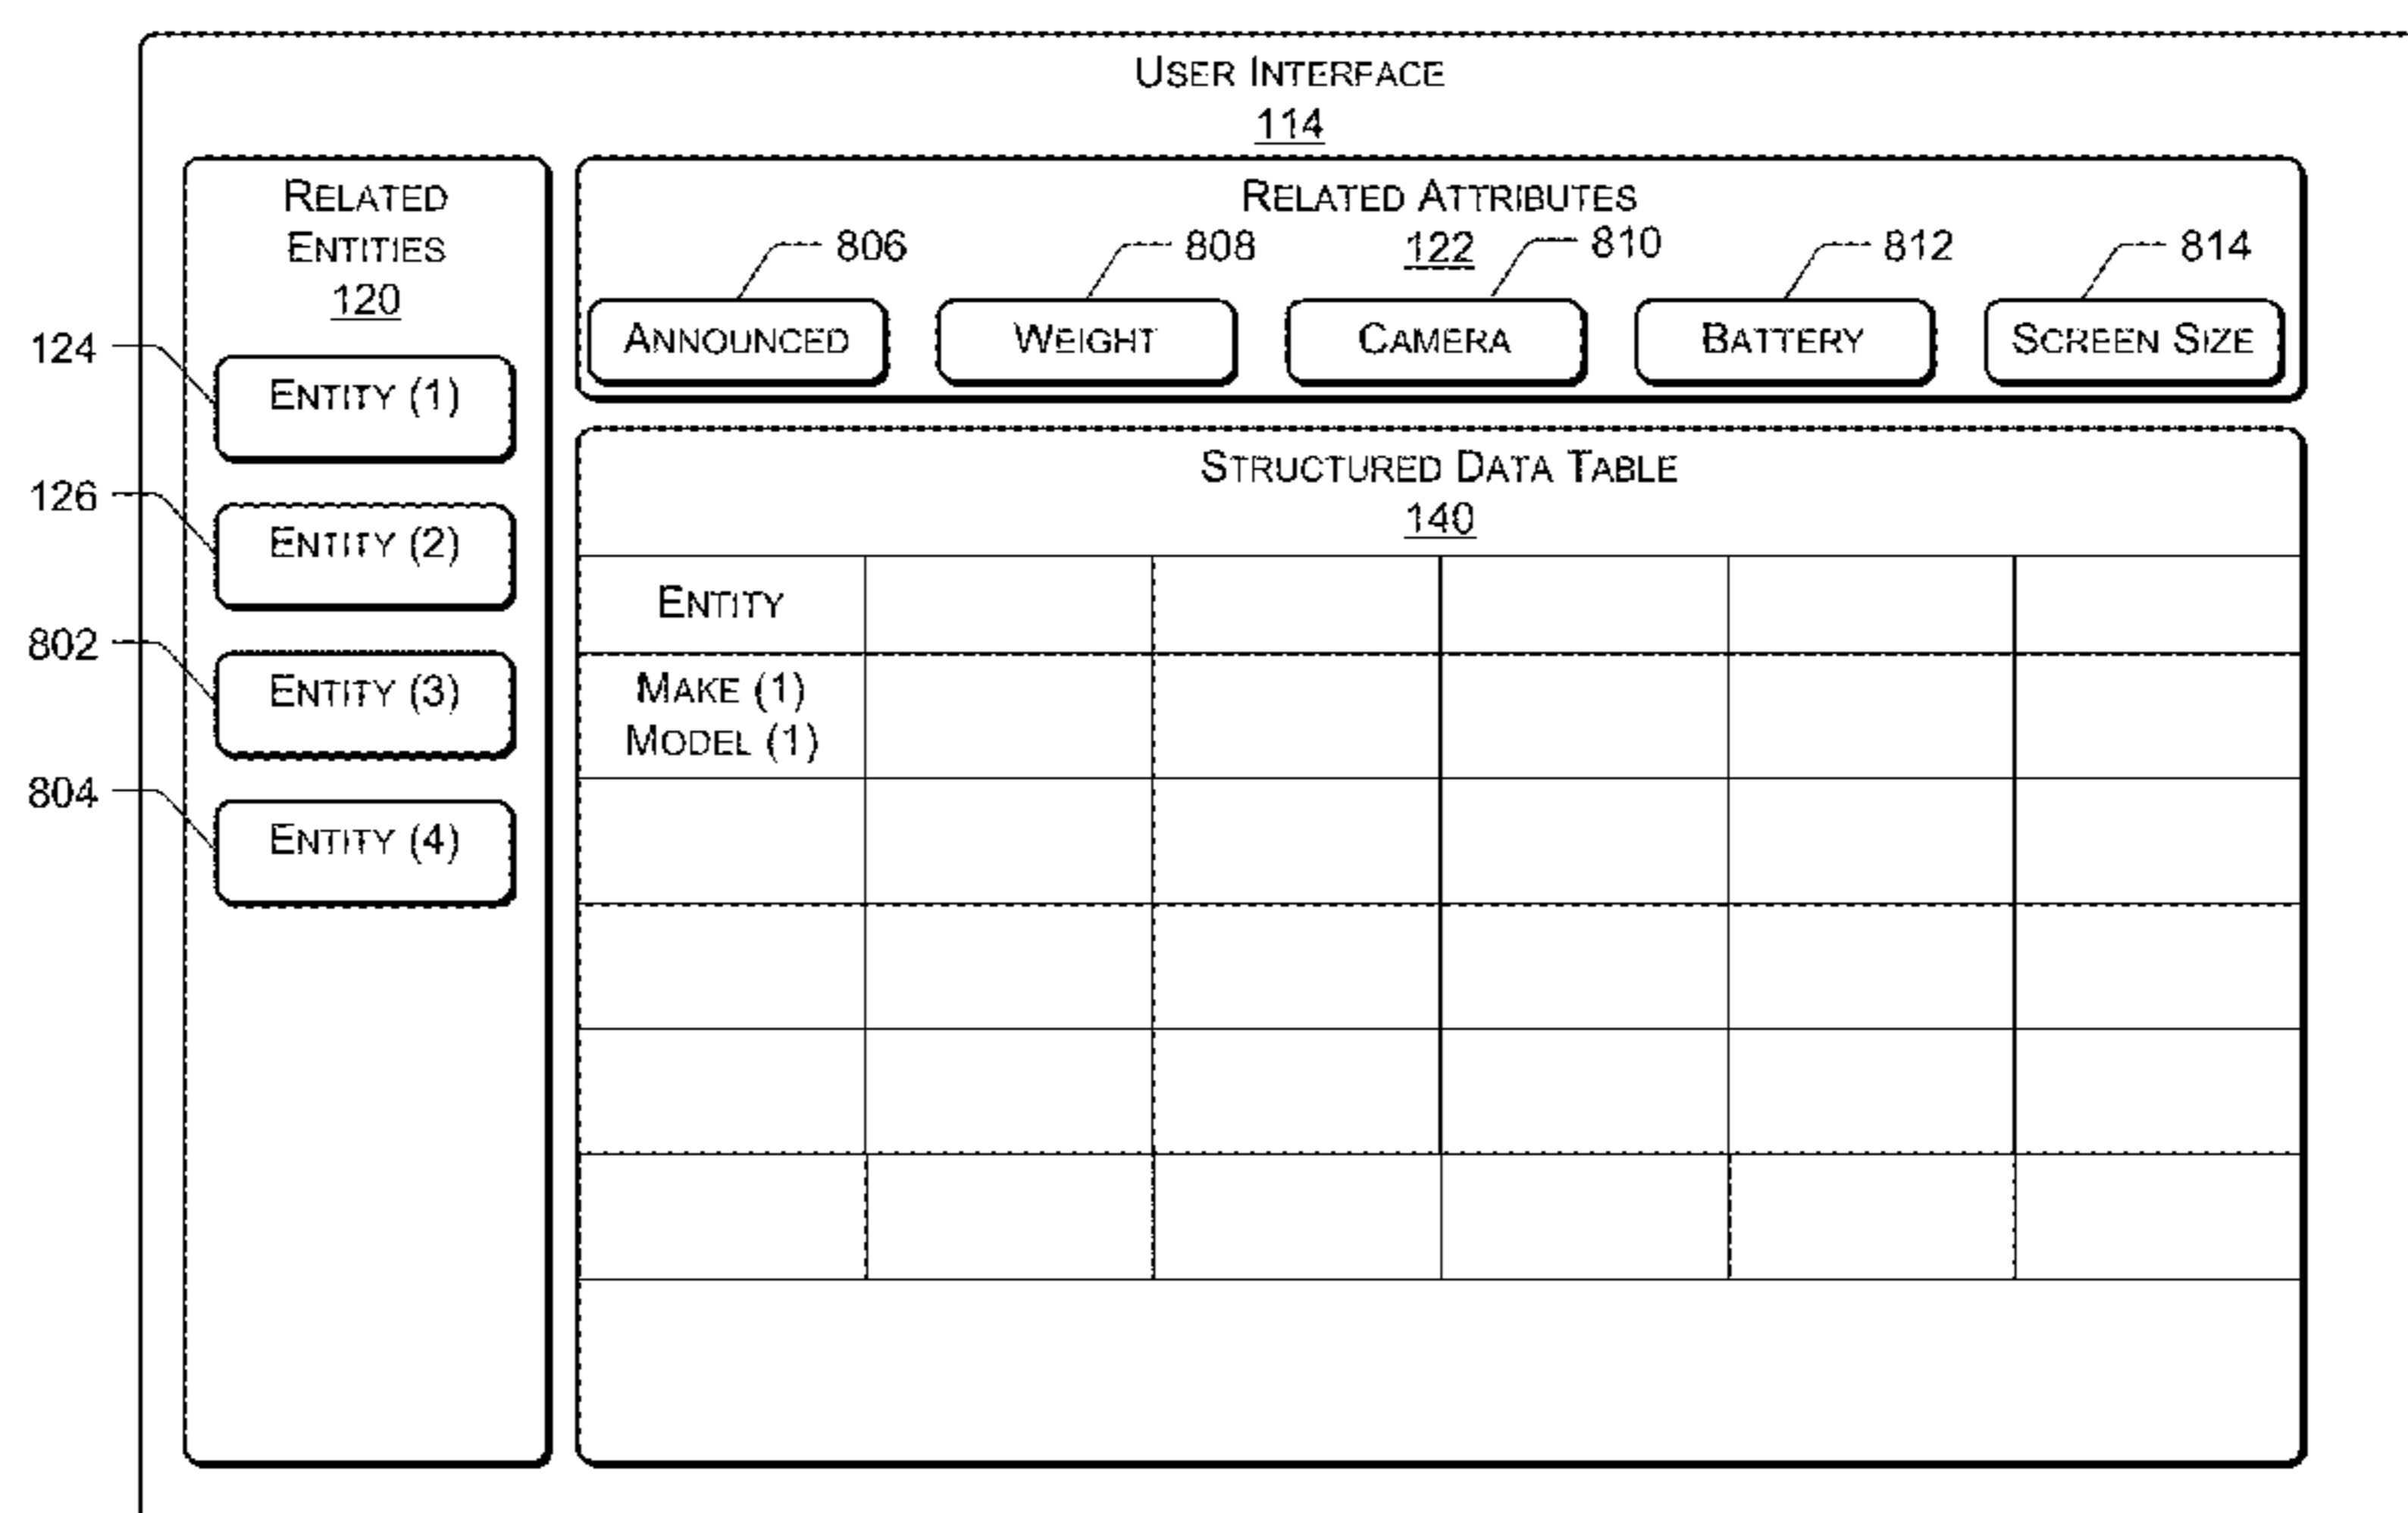 USER INTERFACE
114
RELATED
ENTITIES
120
124
ENTITY (1)
126
ENTITY (2)
802
ENTITY (3)
804
ENTITY (4)
RELATED ATTRIBUTES
122
806
808
810
812
814
ANNOUNCED
WEIGHT
CAMERA
BATTERY
SCREEN SIZE
STRUCTURED DATA TABLE
140
ENTITY
MAKE (1)
MODEL (1)